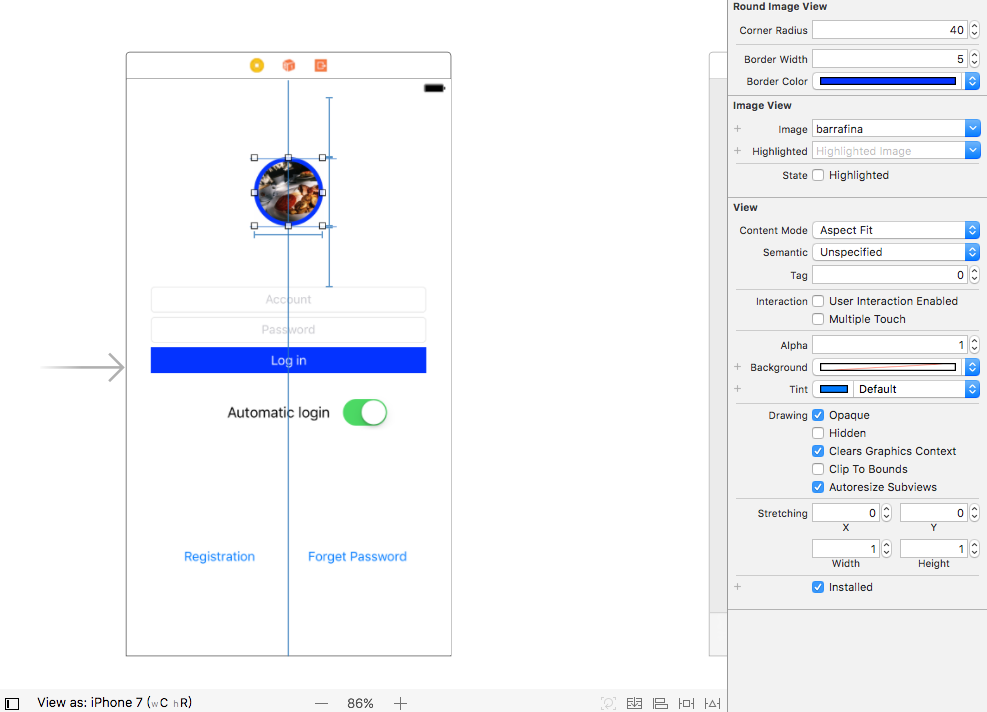 Account
Password
Log in
Automatic login
Registration
Forget Password
View as: iPhone 7 (wC hR)
86%
Round Image View
Corner Radius 40
Border Width 5
Border Color
Image View
Image barrafina
Highlighted Highlighted Image
State Highlighted
View
Content Mode Aspect Fit
Semantic Unspecified
Tag 0
Interaction User Interaction Enabled
Multiple Touch
Alpha 1
Background
Tint Default
Drawing Opaque
Hidden
Clears Graphics Context
Clip To Bounds
Autoresize Subviews
Stretching 0 0
X Y
1 1
Width Height
Installed